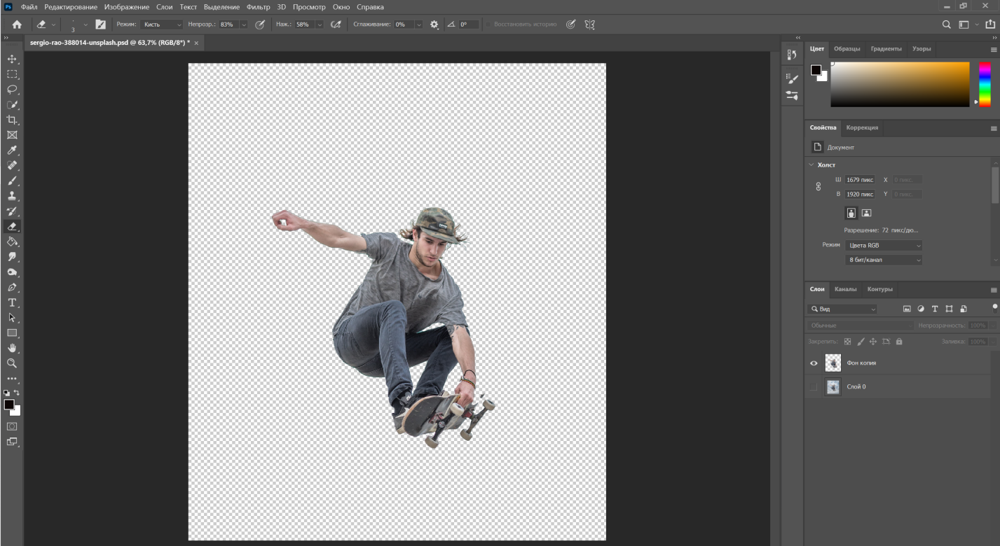 Ps Файл Редактирование Изображение Слои Текст Выделение Фильтр 3D Просмотр Окно Справка
3 Режим: Кисть Непрозр.: 83% Наж.: 58% Сглаживание: 0% 0° Восстановить историю
sergio-rao-388014-unsplash.psd @ 63,7% (RGB/8*) * ×
Цвет Образцы Градиенты Узоры
Свойства Коррекция
Документ
Холст
Ш 1679 пикс X 0 пикс.
В 1920 пикс Y 0 пикс.
Разрешение: 72 пикс/дю...
Режим Цвета RGB
8 бит/канал
Слои Каналы Контуры
Вид
Обычные Непрозрачность: 100%
Закрепить: Заливка: 100%
Фон копия
Слой 0